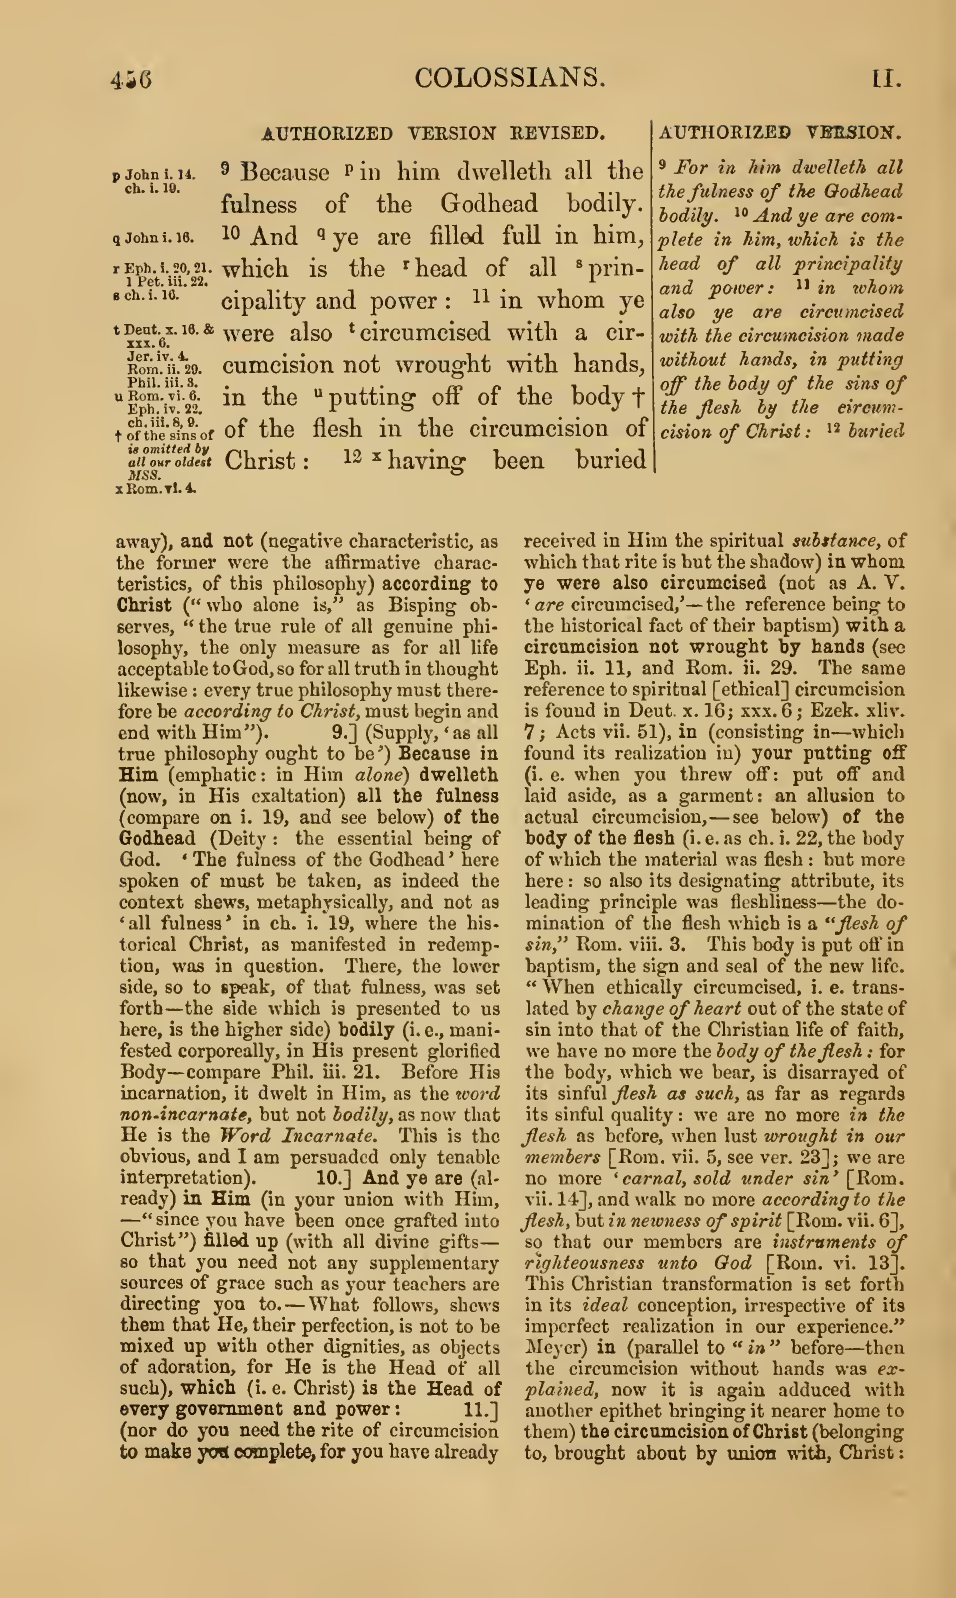 456
COLOSSIANS.
II.
AUTHORIZED VERSION REVISED.
p John i. 14.
ch. i. 19.
q John i. 16.
r Eph. i. 20, 21.
1 Pet. iii. 22.
s ch. i. 16.
t Deut. x. 16. &
xxx. 6.
Jer. iv. 4.
Rom. ii. 29.
Phil. iii. 3.
u Rom. vi. 6.
Eph. iv. 22.
ch. iii. 8, 9.
† of the sins of
is omitted by
all our oldest
MSS.
x Rom. vi. 4.
9 Because p in him dwelleth all the
fulness of the Godhead bodily.
10 And q ye are filled full in him,
which is the r head of all s prin-
cipality and power : 11 in whom ye
were also t circumcised with a cir-
cumcision not wrought with hands,
in the u putting off of the body †
of the flesh in the circumcision of
Christ : 12 x having been buried
AUTHORIZED VERSION.
9 For in him dwelleth all
the fulness of the Godhead
bodily. 10 And ye are com-
plete in him, which is the
head of all principality
and power : 11 in whom
also ye are circumcised
with the circumcision made
without hands, in putting
off the body of the sins of
the flesh by the circum-
cision of Christ : 12 buried
away), and not (negative characteristic, as
the former were the affirmative charac-
teristics, of this philosophy) according to
Christ (“ who alone is,” as Bisping ob-
serves, “ the true rule of all genuine phi-
losophy, the only measure as for all life
acceptable to God, so for all truth in thought
likewise : every true philosophy must there-
fore be according to Christ, must begin and
end with Him”). 9.] (Supply, ‘ as all
true philosophy ought to be’) Because in
Him (emphatic : in Him alone) dwelleth
(now, in His exaltation) all the fulness
(compare on i. 19, and see below) of the
Godhead (Deity : the essential being of
God. ‘ The fulness of the Godhead ’ here
spoken of must be taken, as indeed the
context shews, metaphysically, and not as
‘ all fulness ’ in ch. i. 19, where the his-
torical Christ, as manifested in redemp-
tion, was in question. There, the lower
side, so to speak, of that fulness, was set
forth—the side which is presented to us
here, is the higher side) bodily (i. e., mani-
fested corporeally, in His present glorified
Body—compare Phil. iii. 21. Before His
incarnation, it dwelt in Him, as the word
non-incarnate, but not bodily, as now that
He is the Word Incarnate. This is the
obvious, and I am persuaded only tenable
interpretation). 10.] And ye are (al-
ready) in Him (in your union with Him,
—“since you have been once grafted into
Christ”) filled up (with all divine gifts—
so that you need not any supplementary
sources of grace such as your teachers are
directing you to.—What follows, shews
them that He, their perfection, is not to be
mixed up with other dignities, as objects
of adoration, for He is the Head of all
such), which (i. e. Christ) is the Head of
every government and power : 11.]
(nor do you need the rite of circumcision
to make you complete, for you have already
received in Him the spiritual substance, of
which that rite is but the shadow) in whom
ye were also circumcised (not as A. V.
‘ are circumcised,’—the reference being to
the historical fact of their baptism) with a
circumcision not wrought by hands (see
Eph. ii. 11, and Rom. ii. 29. The same
reference to spiritual [ethical] circumcision
is found in Deut. x. 16 ; xxx. 6 ; Ezek. xliv.
7 ; Acts vii. 51), in (consisting in—which
found its realization in) your putting off
(i. e. when you threw off : put off and
laid aside, as a garment : an allusion to
actual circumcision,—see below) of the
body of the flesh (i. e. as ch. i. 22, the body
of which the material was flesh : but more
here : so also its designating attribute, its
leading principle was fleshliness—the do-
mination of the flesh which is a “flesh of
sin,” Rom. viii. 3. This body is put off in
baptism, the sign and seal of the new life.
“ When ethically circumcised, i. e. trans-
lated by change of heart out of the state of
sin into that of the Christian life of faith,
we have no more the body of the flesh : for
the body, which we bear, is disarrayed of
its sinful flesh as such, as far as regards
its sinful quality : we are no more in the
flesh as before, when lust wrought in our
members [Rom. vii. 5, see ver. 23] ; we are
no more ‘ carnal, sold under sin’ [Rom.
vii. 14], and walk no more according to the
flesh, but in newness of spirit [Rom. vii. 6],
so that our members are instruments of
righteousness unto God [Rom. vi. 13].
This Christian transformation is set forth
in its ideal conception, irrespective of its
imperfect realization in our experience.”
Meyer) in (parallel to “ in ” before—then
the circumcision without hands was ex-
plained, now it is again adduced with
another epithet bringing it nearer home to
them) the circumcision of Christ (belonging
to, brought about by union with, Christ :